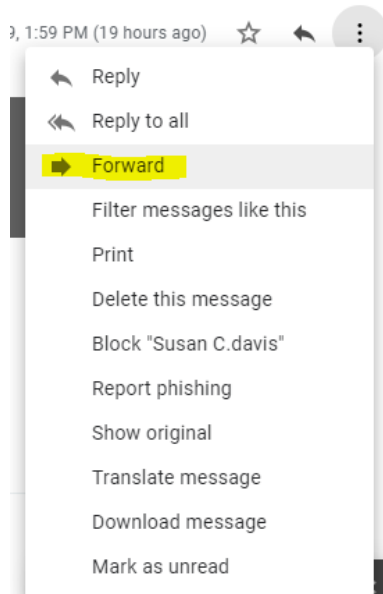 9, 1:59 PM (19 hours ago)
Reply
Reply to all
Forward
Filter messages like this
Print
Delete this message
Block "Susan C.davis"
Report phishing
Show original
Translate message
Download message
Mark as unread